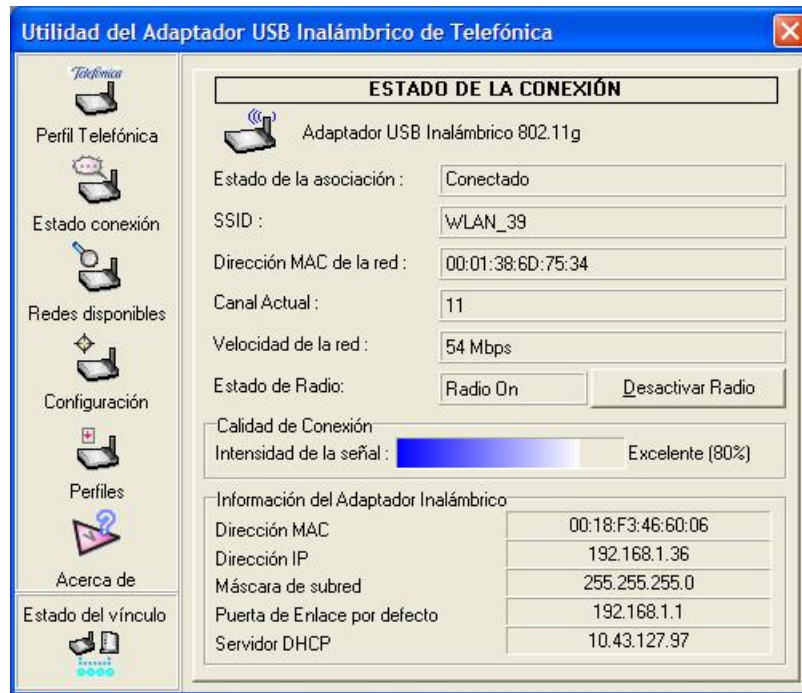 Utilidad del Adaptador USB Inalámbrico de Telefónica
Telefónica
Perfil Telefónica
Estado conexión
Redes disponibles
Configuración
Perfiles
Acerca de
Estado del vínculo
ESTADO DE LA CONEXIÓN
Adaptador USB Inalámbrico 802.11g
Estado de la asociación : Conectado
SSID : WLAN_39
Dirección MAC de la red : 00:01:38:6D:75:34
Canal Actual : 11
Velocidad de la red : 54 Mbps
Estado de Radio: Radio On Desactivar Radio
Calidad de Conexión
Intensidad de la señal : Excelente (80%)
Información del Adaptador Inalámbrico
Dirección MAC 00:18:F3:46:60:06
Dirección IP 192.168.1.36
Máscara de subred 255.255.255.0
Puerta de Enlace por defecto 192.168.1.1
Servidor DHCP 10.43.127.97